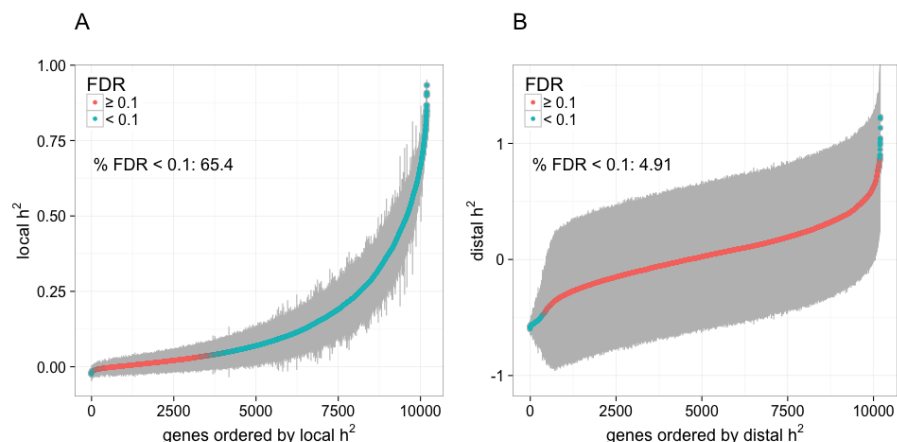 A
FDR
≥ 0.1
< 0.1
% FDR < 0.1: 65.4
local h²
1.00
0.75
0.50
0.25
0.00
0 2500 5000 7500 10000
genes ordered by local h²
B
FDR
≥ 0.1
< 0.1
% FDR < 0.1: 4.91
distal h²
1
0
-1
0 2500 5000 7500 10000
genes ordered by distal h²